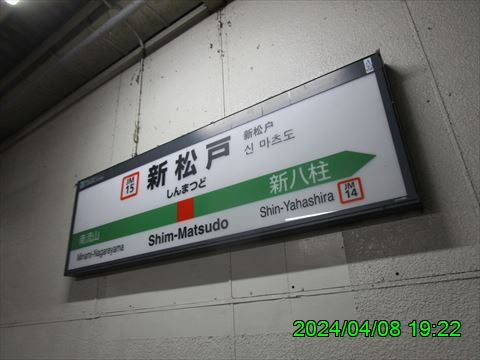 JM
15
新松戸
しんまつど
新松戸
신 마츠도
南流山
Minami-Nagareyama
Shim-Matsudo
新八柱
Shin-Yahashira
JM
14
2024/04/08 19:22